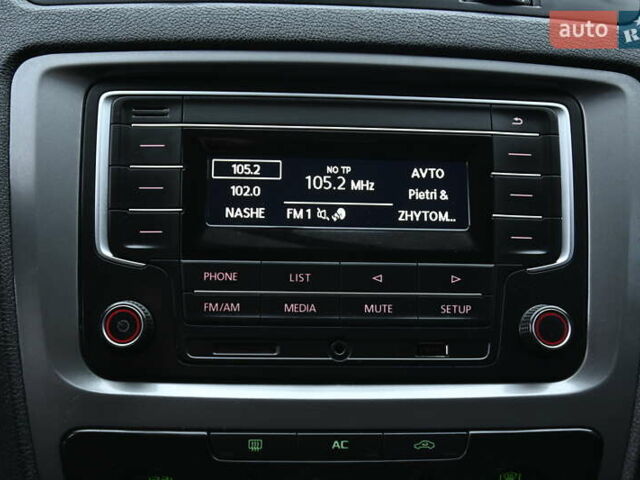 auto
R
105.2
NO TP
AVTO
102.0
105.2 MHz
Pietri &
NASHE
FM 1
ZHYTOM...
PHONE
LIST
FM/AM
MEDIA
MUTE
SETUP
AC